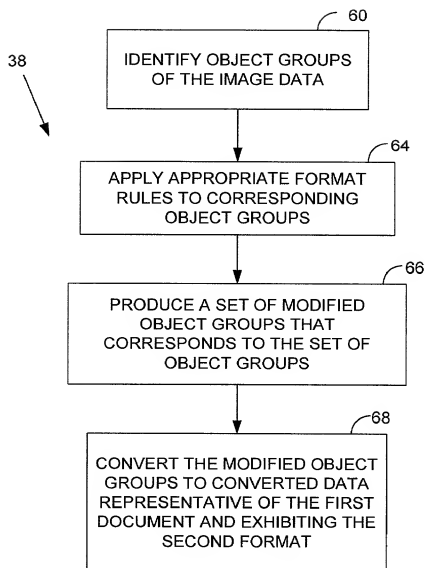 60
IDENTIFY OBJECT GROUPS
OF THE IMAGE DATA
38
64
APPLY APPROPRIATE FORMAT
RULES TO CORRESPONDING
OBJECT GROUPS
66
PRODUCE A SET OF MODIFIED
OBJECT GROUPS THAT
CORRESPONDS TO THE SET OF
OBJECT GROUPS
68
CONVERT THE MODIFIED OBJECT
GROUPS TO CONVERTED DATA
REPRESENTATIVE OF THE FIRST
DOCUMENT AND EXHIBITING THE
SECOND FORMAT